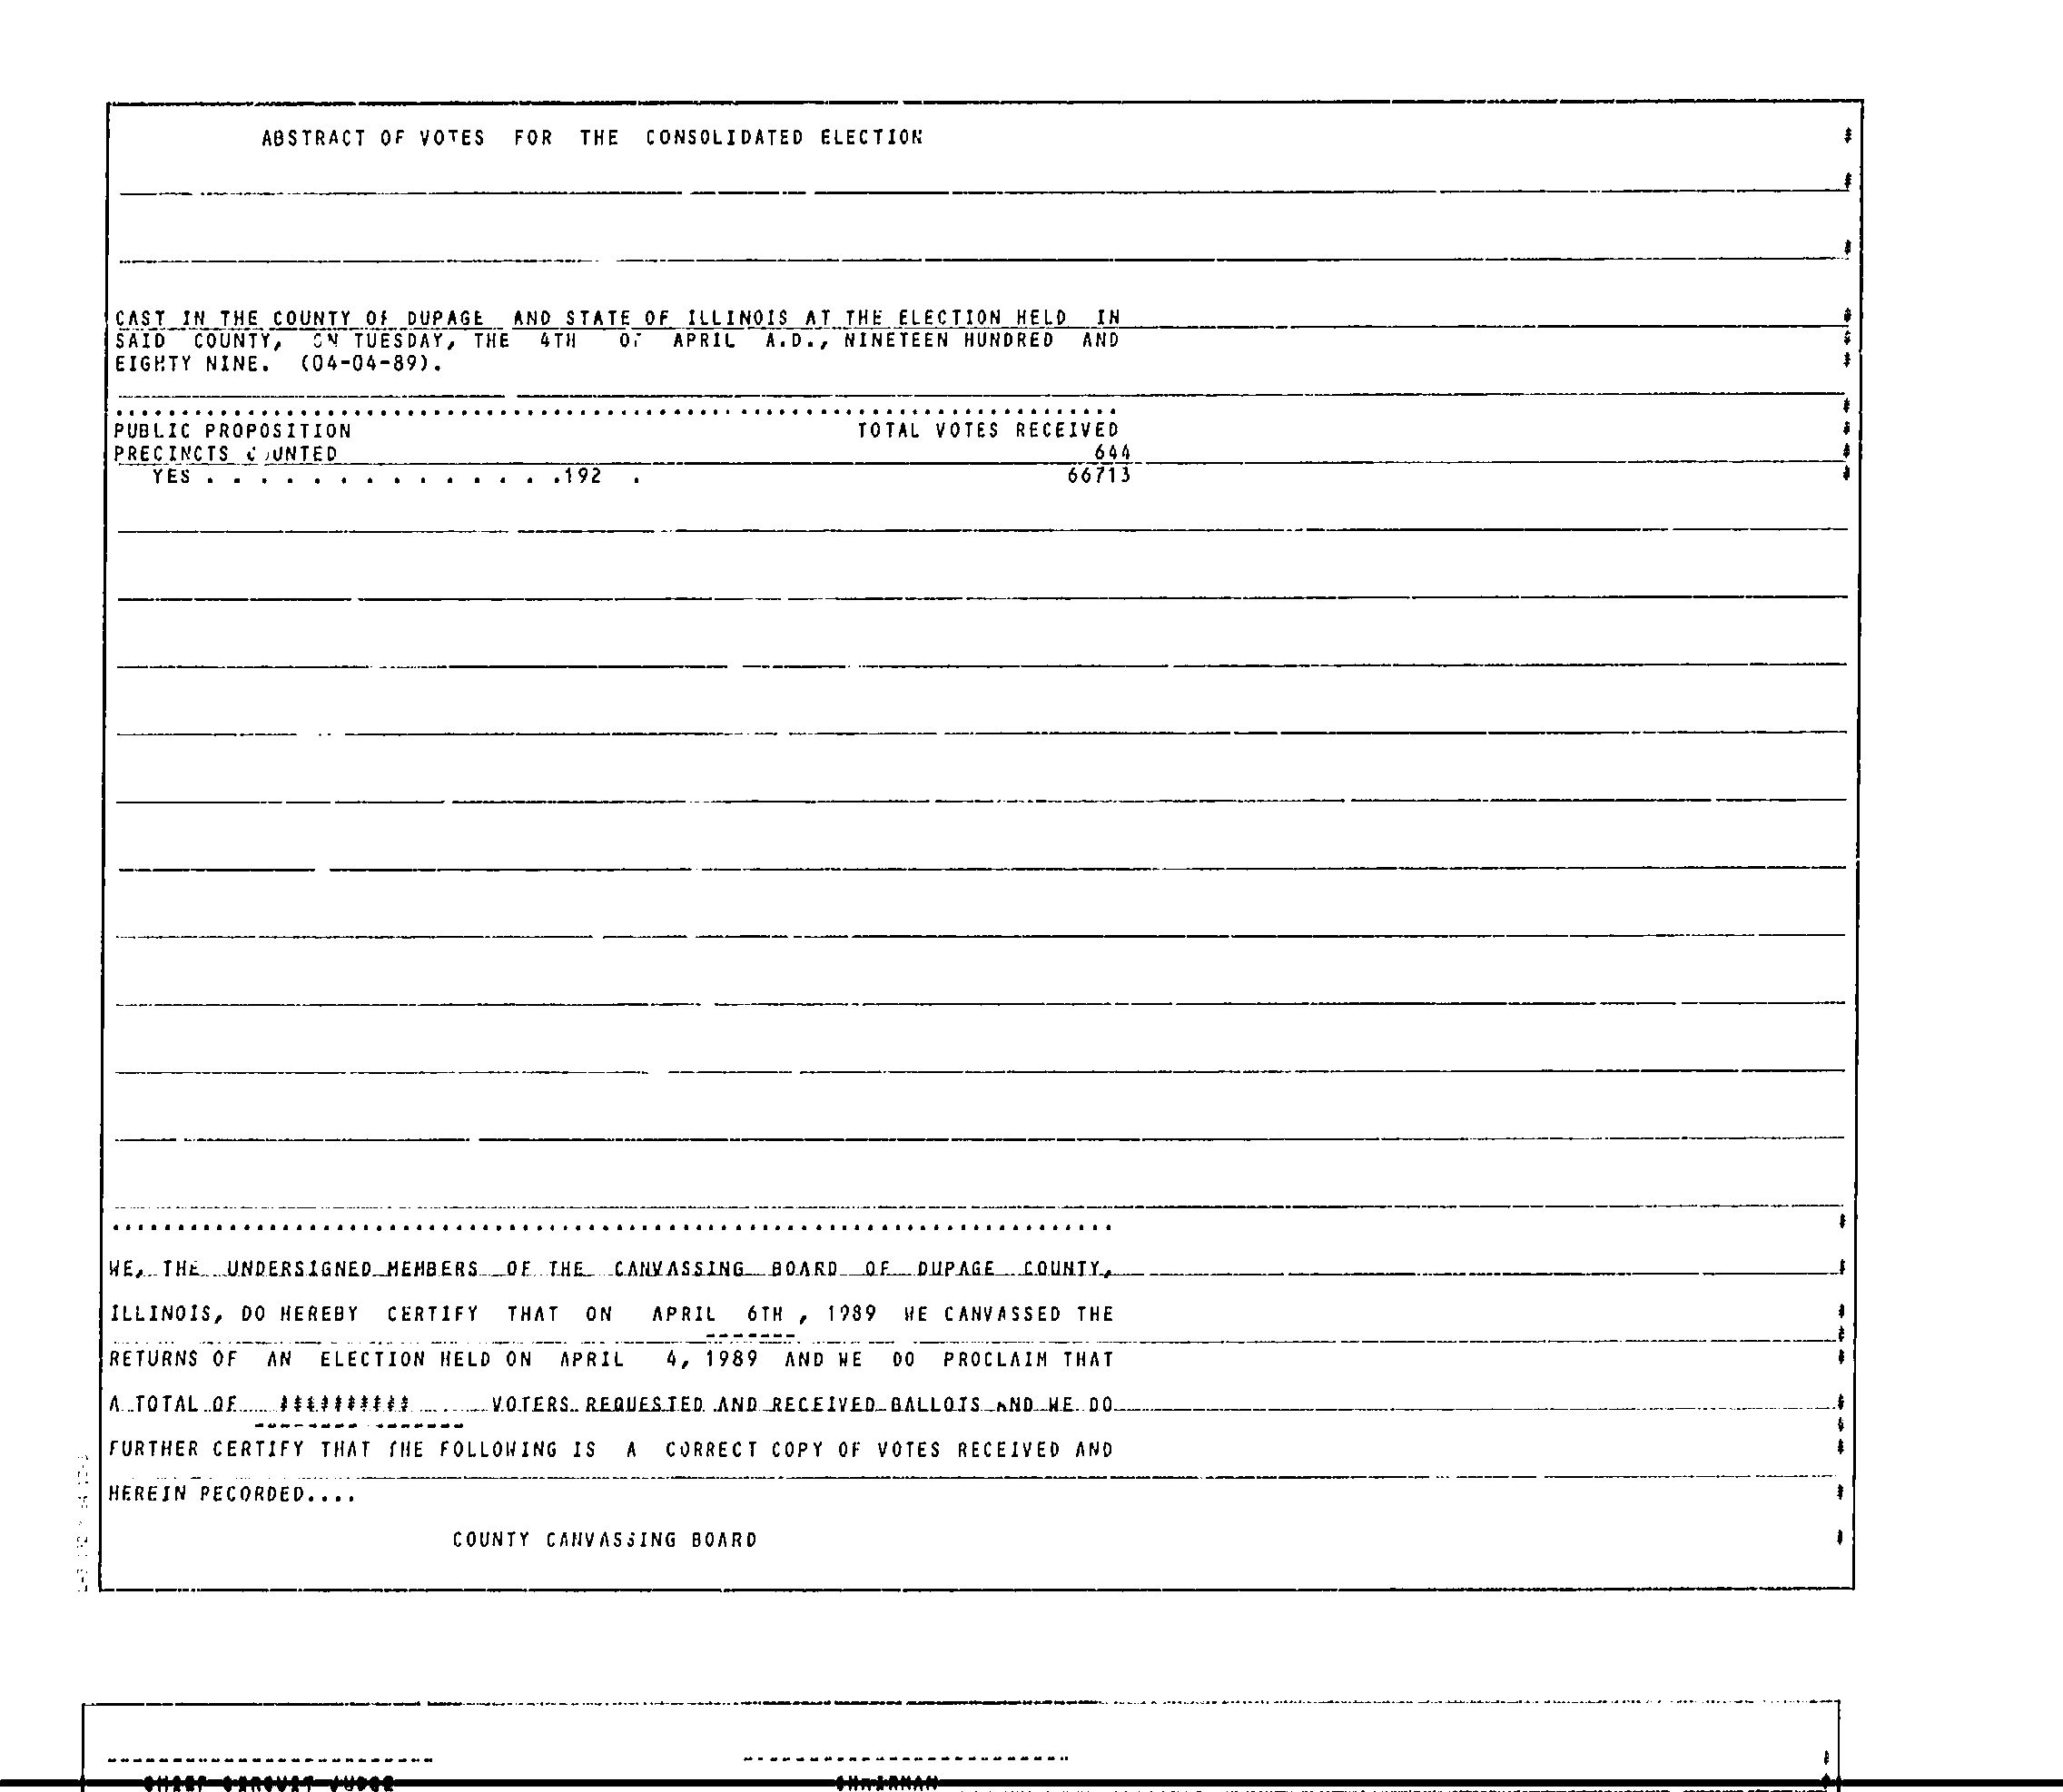 ABSTRACT OF VOTES FOR THE CONSOLIDATED ELECTION
CAST IN THE COUNTY OF DUPAGE AND STATE OF ILLINOIS AT THE ELECTION HELD IN
SAID COUNTY, ON TUESDAY, THE 4TH OF APRIL A.D., NINETEEN HUNDRED AND
EIGHTY NINE. (04-04-89).
PUBLIC PROPOSITION TOTAL VOTES RECEIVED
PRECINCTS COUNTED 644
YES . . . . . . . . . . . . . .192 . 66713
WE, THE UNDERSIGNED MEMBERS OF THE CANVASSING BOARD OF DUPAGE COUNTY,
ILLINOIS, DO HEREBY CERTIFY THAT ON APRIL 6TH , 1989 WE CANVASSED THE
RETURNS OF AN ELECTION HELD ON APRIL 4, 1989 AND WE DO PROCLAIM THAT
A TOTAL OF ########## VOTERS REQUESTED AND RECEIVED BALLOTS AND WE DO
FURTHER CERTIFY THAT THE FOLLOWING IS A CORRECT COPY OF VOTES RECEIVED AND
HEREIN RECORDED....
COUNTY CANVASSING BOARD
CHIEF CIRCUIT JUDGE CHAIRMAN